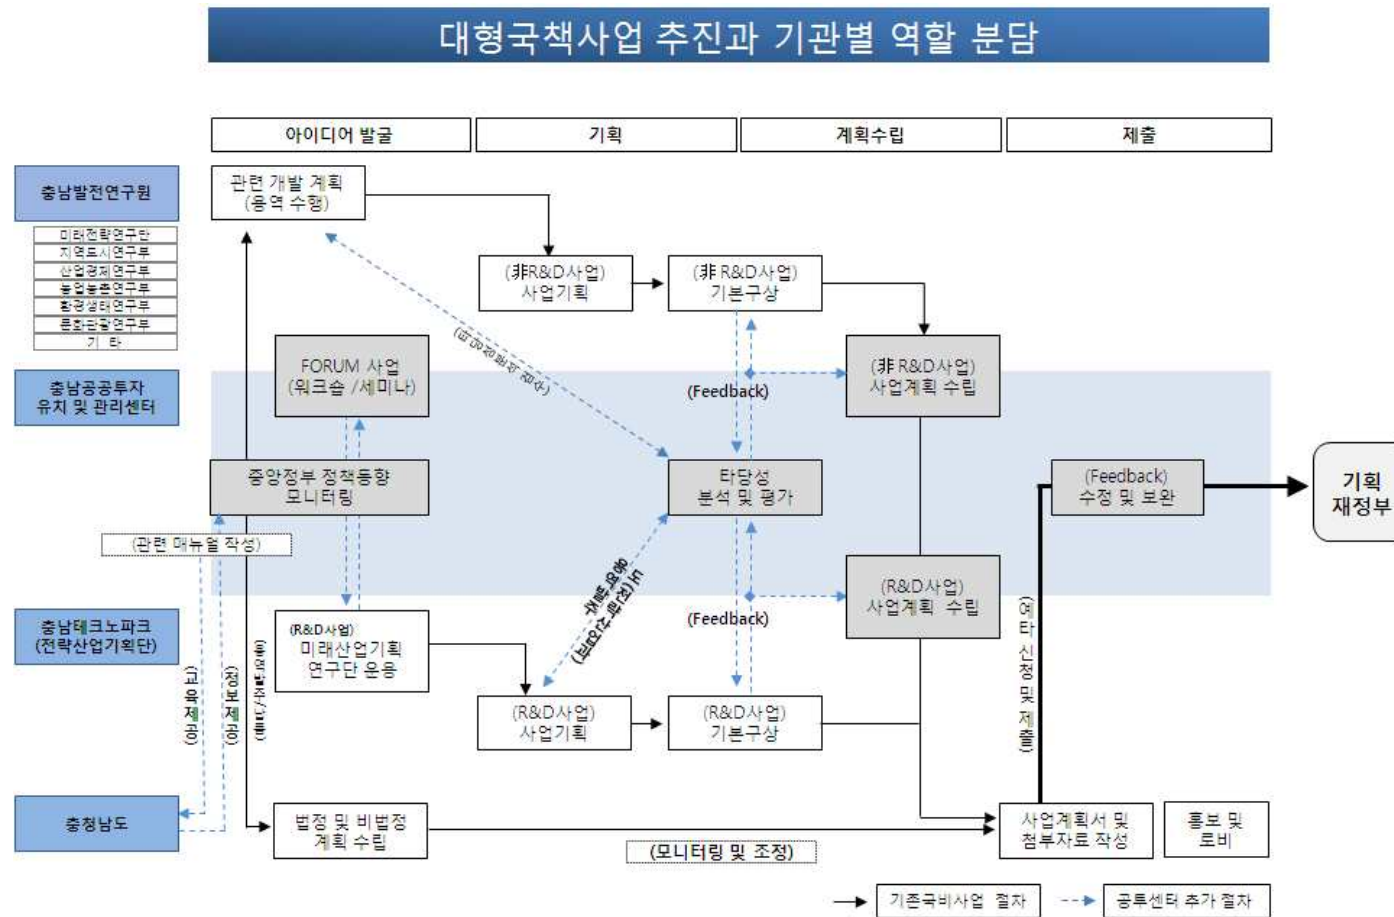 대형국책사업 추진과 기관별 역할 분담
아이디어 발굴
기획
계획수립
제출
충남발전연구원
미래전략연구단
지역도시연구부
산업경제연구부
농업농촌연구부
환경생태연구부
문화관광연구부
기 타
관련 개발 계획
(용역 수행)
(非R&D사업)
사업기획
(非 R&D사업)
기본구상
충남공공투자
유치 및 관리센터
FORUM 사업
(워크숍 /세미나)
(Feedback)
(非 R&D사업)
사업계획 수립
중앙정부 정책동향
모니터링
타당성
분석 및 평가
(Feedback)
수정 및 보완
기획
재정부
(관련 매뉴얼 작성)
(R&D사업)
사업계획 수립
충남테크노파크
(전략산업기획단)
(R&D사업)
미래산업기획
연구단 운용
(Feedback)
도(전략산업과)
용역발주
(교육제공)
(정보제공)
(예타 신청 및 제출)
(R&D사업)
사업기획
(R&D사업)
기본구상
충청남도
법정 및 비법정
계획 수립
(모니터링 및 조정)
사업계획서 및
첨부자료 작성
홍보 및
로비
기존국비사업 절차
공투센터 추가 절차